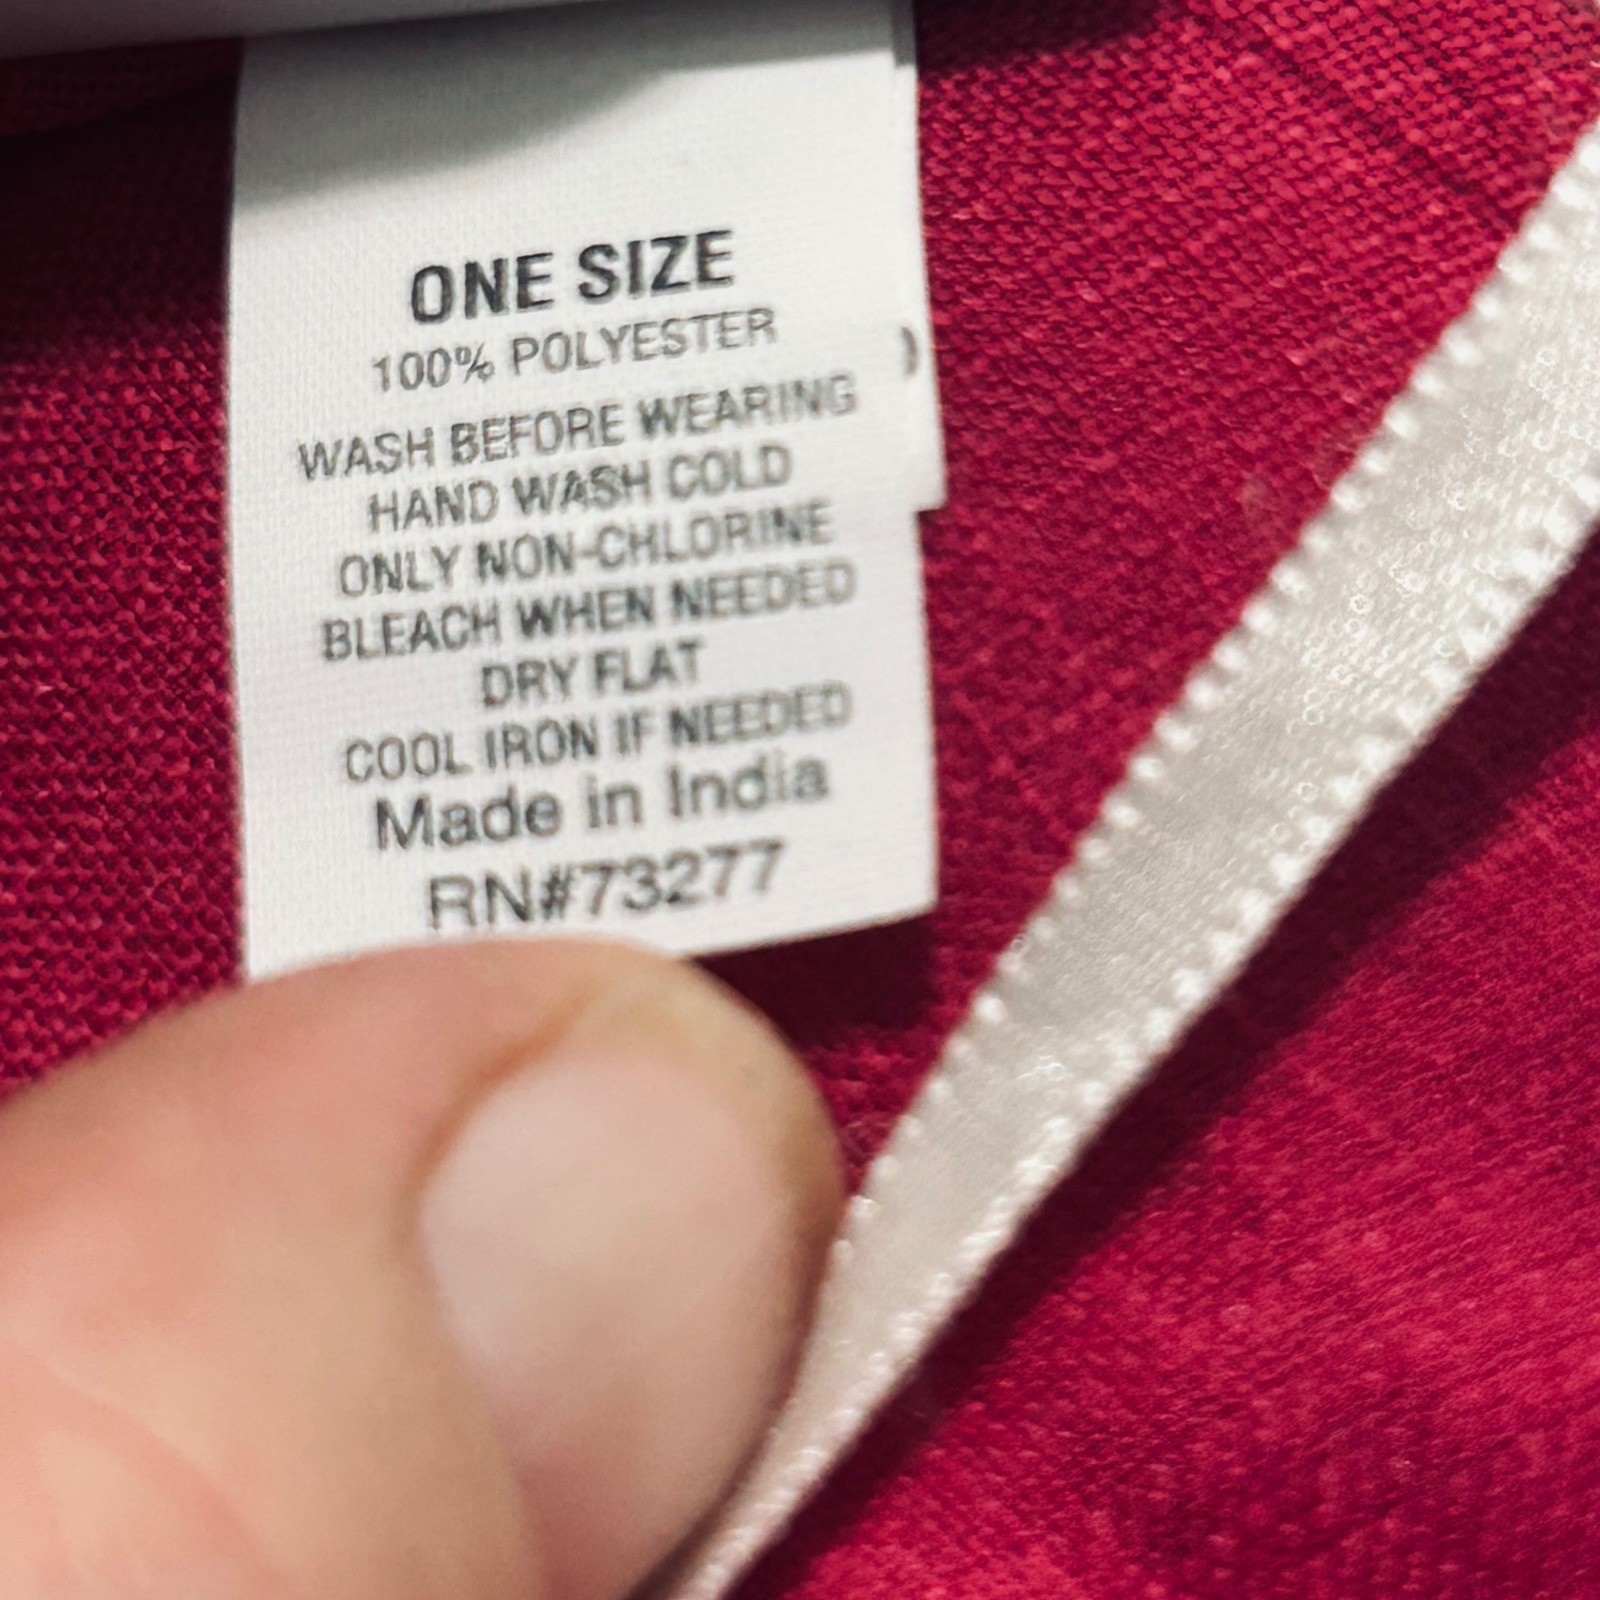 ONE SIZE
100% POLYESTER
WASH BEFORE WEARING
HAND WASH COLD
ONLY NON-CHLORINE
BLEACH WHEN NEEDED
DRY FLAT
COOL IRON IF NEEDED
Made in India
RN#73277